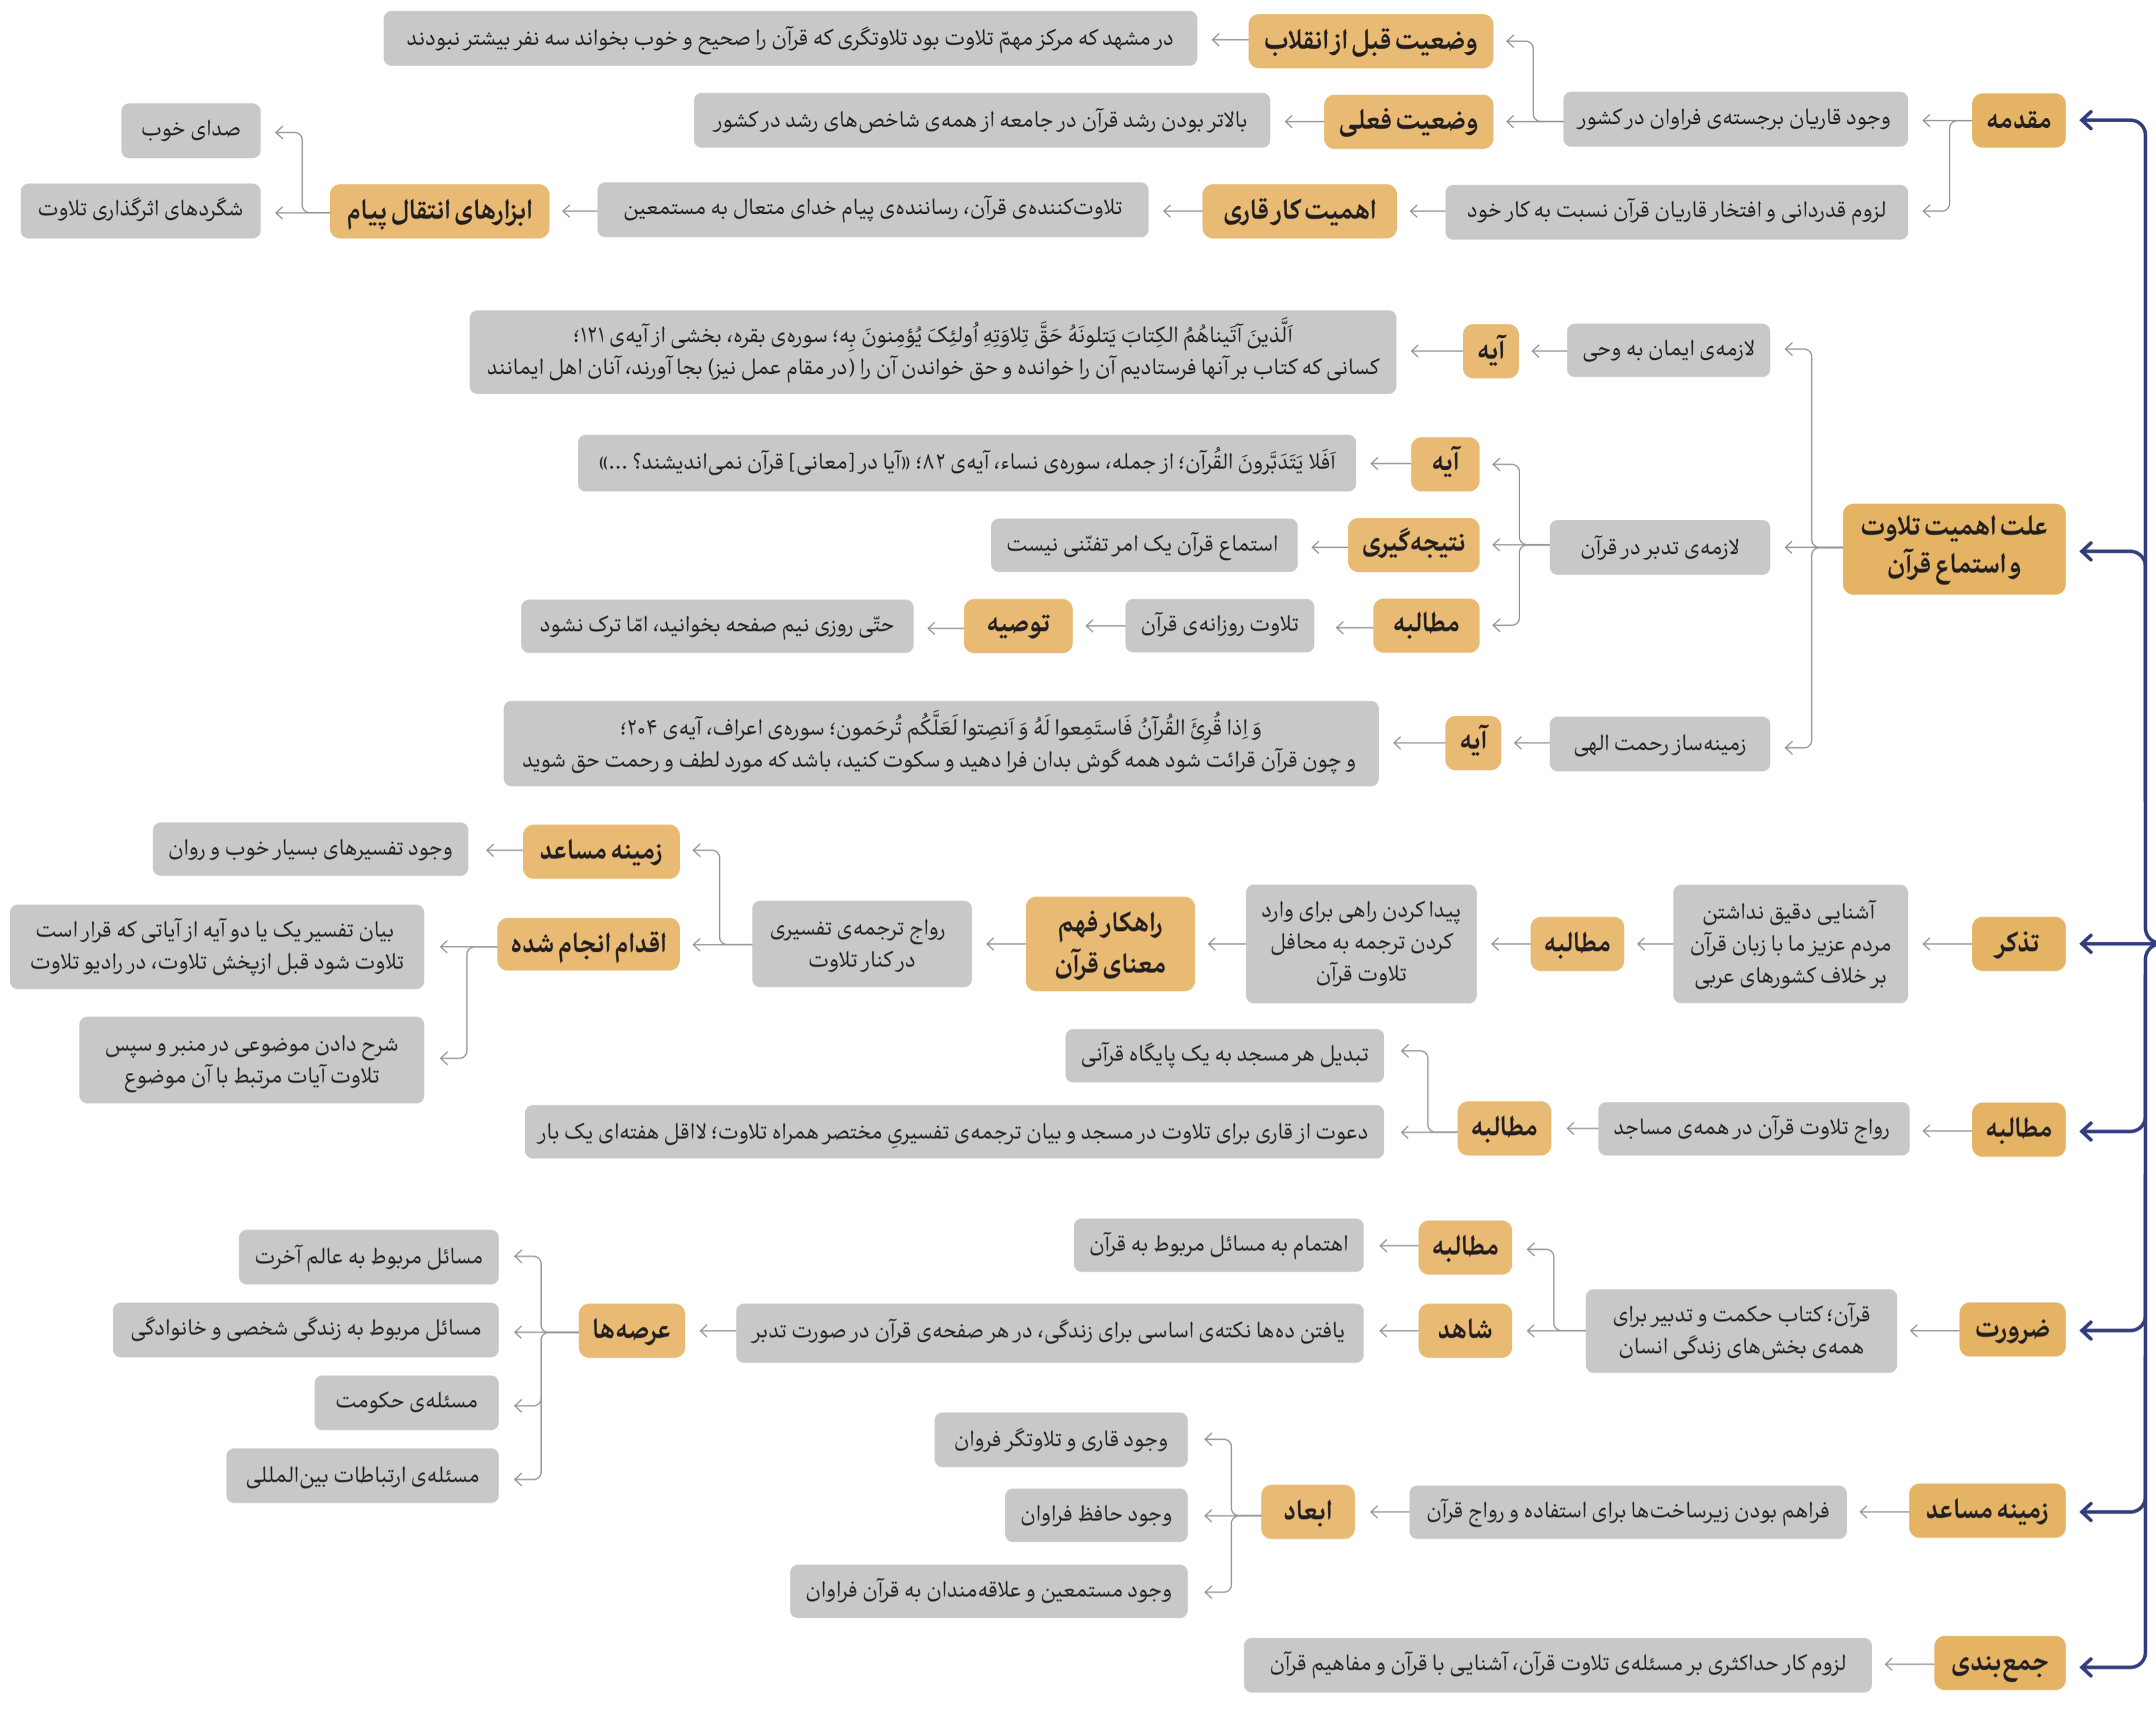 مقدمه
وجود قاریان برجسته‌ی فراوان در کشور
وضعیت قبل از انقلاب
در مشهد که مرکز مهمّ تلاوت بود تلاوتگری که قرآن را صحیح و خوب بخواند سه نفر بیشتر نبودند
وضعیت فعلی
بالاتر بودن رشد قرآن در جامعه از همه‌ی شاخص‌های رشد در کشور
لزوم قدردانی و افتخار قاریان قرآن نسبت به کار خود
اهمیت کار قاری
تلاوت‌کننده‌ی قرآن، رساننده‌ی پیام خدای متعال به مستمعین
ابزارهای انتقال پیام
صدای خوب
شگردهای اثرگذاری تلاوت
علت اهمیت تلاوت
و استماع قرآن
لازمه‌ی ایمان به وحی
آیه
اَلَّذینَ آتَیناهُمُ الکِتابَ یَتلونَهُ حَقَّ تِلاوَتِهِ اُولئِکَ یُؤمِنونَ بِه؛ سوره‌ی بقره، بخشی از آیه‌ی ۱۲۱؛
کسانی که کتاب بر آنها فرستادیم آن را خوانده و حق خواندن آن را (در مقام عمل نیز) بجا آورند، آنان اهل ایمانند
لازمه‌ی تدبر در قرآن
آیه
اَفَلا یَتَدَبَّرونَ القُرآن؛ از جمله، سوره‌ی نساء، آیه‌ی ۸۲؛ «آیا در [معانی] قرآن نمی‌اندیشند؟ ...»
نتیجه‌گیری
استماع قرآن یک امر تفنّنی نیست
مطالبه
تلاوت روزانه‌ی قرآن
توصیه
حتّی روزی نیم صفحه بخوانید، امّا ترک نشود
زمینه‌ساز رحمت الهی
آیه
وَ اِذا قُرِئَ القُرآنُ فَاستَمِعوا لَهُ وَ اَنصِتوا لَعَلَّکُم تُرحَمون؛ سوره‌ی اعراف، آیه‌ی ۲۰۴؛
و چون قرآن قرائت شود همه گوش بدان فرا دهید و سکوت کنید، باشد که مورد لطف و رحمت حق شوید
تذکر
آشنایی دقیق نداشتن
مردم عزیز ما با زبان قرآن
بر خلاف کشورهای عربی
مطالبه
پیدا کردن راهی برای وارد
کردن ترجمه به محافل
تلاوت قرآن
راهکار فهم
معنای قرآن
رواج ترجمه‌ی تفسیری
در کنار تلاوت
زمینه مساعد
وجود تفسیرهای بسیار خوب و روان
اقدام انجام شده
بیان تفسیر یک یا دو آیه از آیاتی که قرار است
تلاوت شود قبل ازپخش تلاوت، در رادیو تلاوت
شرح دادن موضوعی در منبر و سپس
تلاوت آیات مرتبط با آن موضوع
مطالبه
رواج تلاوت قرآن در همه‌ی مساجد
مطالبه
تبدیل هر مسجد به یک پایگاه قرآنی
دعوت از قاری برای تلاوت در مسجد و بیان ترجمه‌ی تفسیریِ مختصر همراه تلاوت؛ لااقل هفته‌ای یک بار
ضرورت
قرآن؛ کتاب حکمت و تدبیر برای
همه‌ی بخش‌های زندگی انسان
مطالبه
اهتمام به مسائل مربوط به قرآن
شاهد
یافتن ده‌ها نکته‌ی اساسی برای زندگی، در هر صفحه‌ی قرآن در صورت تدبر
عرصه‌ها
مسائل مربوط به عالم آخرت
مسائل مربوط به زندگی شخصی و خانوادگی
مسئله‌ی حکومت
مسئله‌ی ارتباطات بین‌المللی
زمینه مساعد
فراهم بودن زیرساخت‌ها برای استفاده و رواج قرآن
ابعاد
وجود قاری و تلاوتگر فروان
وجود حافظ فراوان
وجود مستمعین و علاقه‌مندان به قرآن فراوان
جمع‌بندی
لزوم کار حداکثری بر مسئله‌ی تلاوت قرآن، آشنایی با قرآن و مفاهیم قرآن